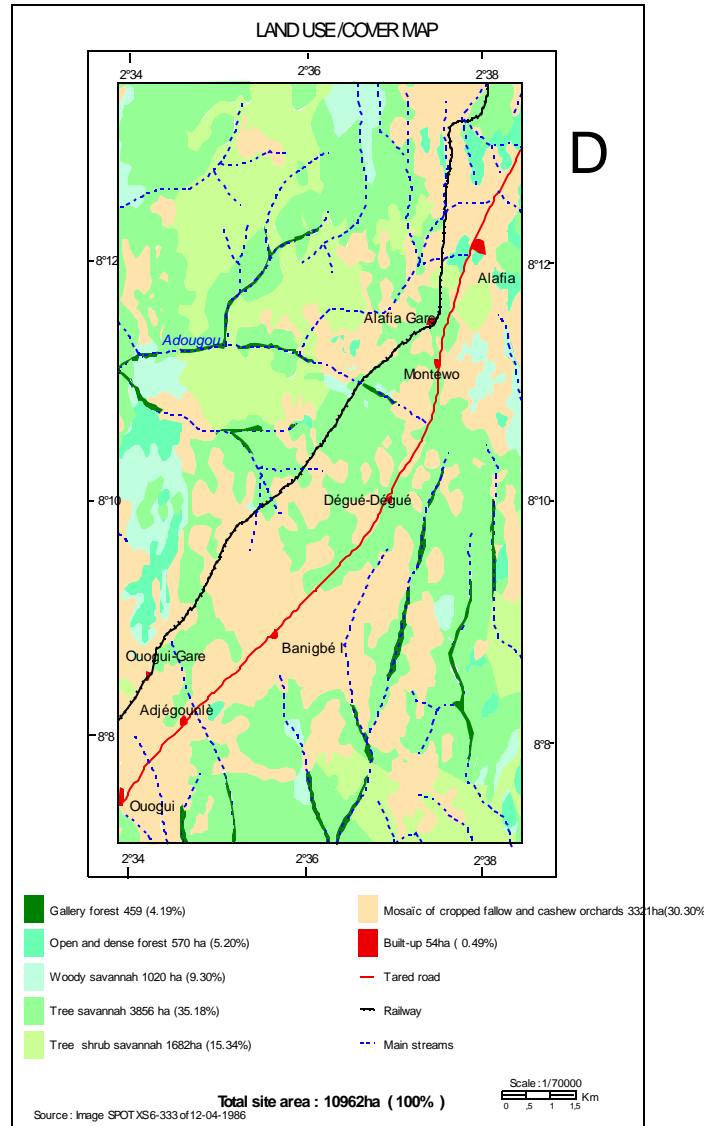 LAND USE /COVER MAP
2°34 2°36 2°38
D
8°12 8°12
Alafia
Alafia Gare
Adougou
Montèwo
8°10 8°10
Dégué-Dégué
Banigbé I
Ouogui-Gare
Adjégounlè
8°8 8°8
Ouogui
2°34 2°36 2°38
Gallery forest 459 (4.19%)
Open and dense forest 570 ha (5.20%)
Woody savannah 1020 ha (9.30%)
Tree savannah 3856 ha (35.18%)
Tree shrub savannah 1682ha (15.34%)
Mosaïc of cropped fallow and cashew orchards 3321ha(30.30%
Built-up 54ha ( 0.49%)
Tared road
Railway
Main streams
Scale : 1/70000
0 ,5 1 1,5 Km
Total site area : 10962ha ( 100% )
Source : Image SPOT XS 6-333 of 12-04-1986